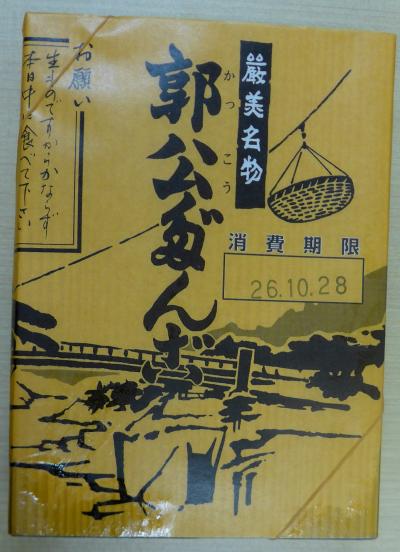 厳美名物
かっこう
郭公だんご
消費期限
26.10.28
お願い
生ものですからかならず
本日中に食べて下さい